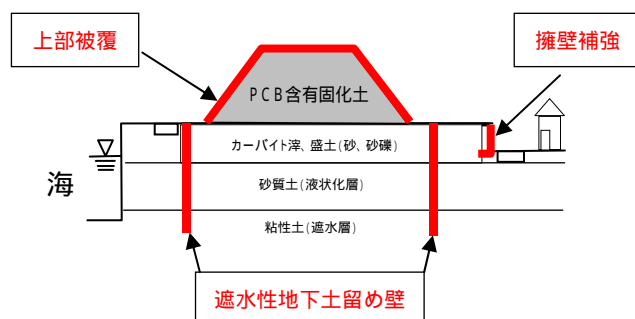 上部被覆
擁壁補強
PCB含有固化土
カーバイト滓、盛土(砂、砂礫)
海
砂質土(液状化層)
粘性土(遮水層)
遮水性地下土留め壁